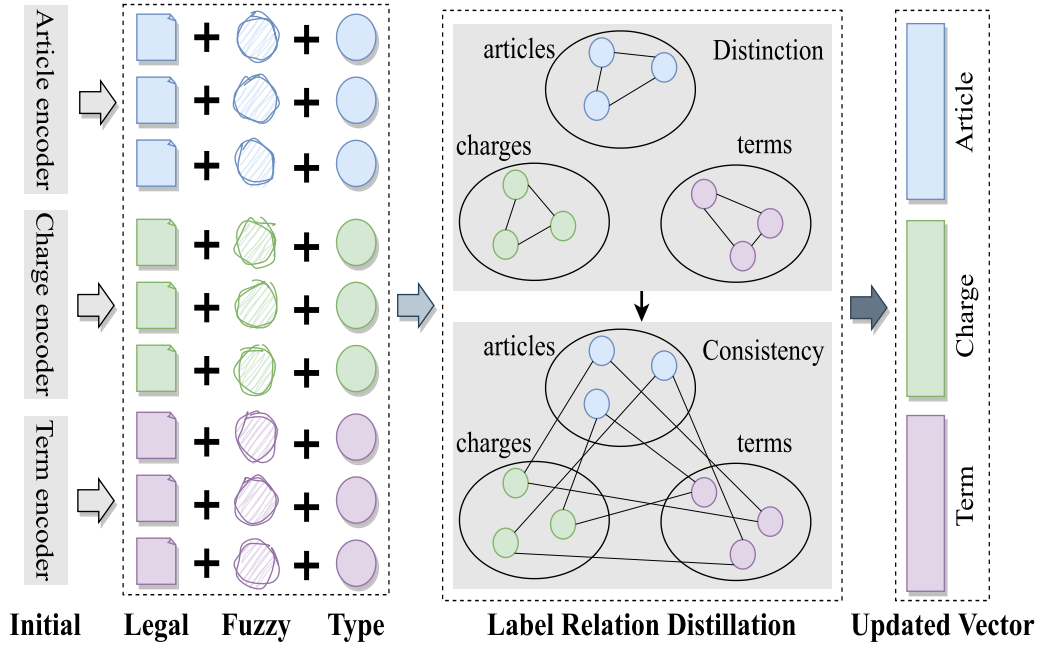 Article encoder
Charge encoder
Term encoder
articles
Distinction
charges
terms
articles
Consistency
charges
terms
Article
Charge
Term
Initial
Legal
Fuzzy
Type
Label Relation Distillation
Updated Vector